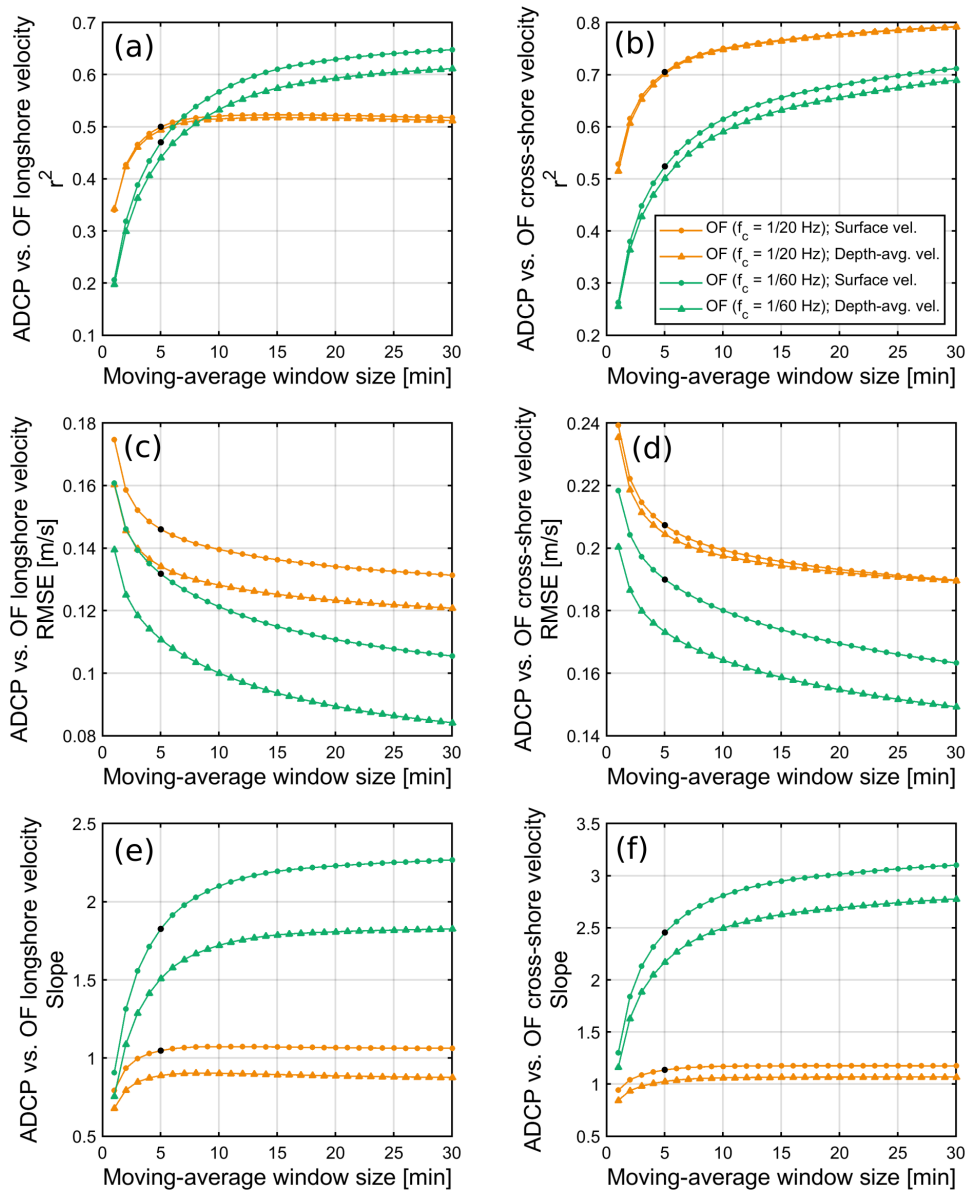 (a)
ADCP vs. OF longshore velocity
r²
0.7
0.6
0.5
0.4
0.3
0.2
0.1
0 5 10 15 20 25 30
Moving-average window size [min]
(b)
ADCP vs. OF cross-shore velocity
r²
0.8
0.7
0.6
0.5
0.4
0.3
0.2
OF (f_c = 1/20 Hz); Surface vel.
OF (f_c = 1/20 Hz); Depth-avg. vel.
OF (f_c = 1/60 Hz); Surface vel.
OF (f_c = 1/60 Hz); Depth-avg. vel.
0 5 10 15 20 25 30
Moving-average window size [min]
(c)
ADCP vs. OF longshore velocity
RMSE [m/s]
0.18
0.16
0.14
0.12
0.1
0.08
0 5 10 15 20 25 30
Moving-average window size [min]
(d)
ADCP vs. OF cross-shore velocity
RMSE [m/s]
0.24
0.22
0.2
0.18
0.16
0.14
0 5 10 15 20 25 30
Moving-average window size [min]
(e)
ADCP vs. OF longshore velocity
Slope
2.5
2
1.5
1
0.5
0 5 10 15 20 25 30
Moving-average window size [min]
(f)
ADCP vs. OF cross-shore velocity
Slope
3.5
3
2.5
2
1.5
1
0.5
0 5 10 15 20 25 30
Moving-average window size [min]